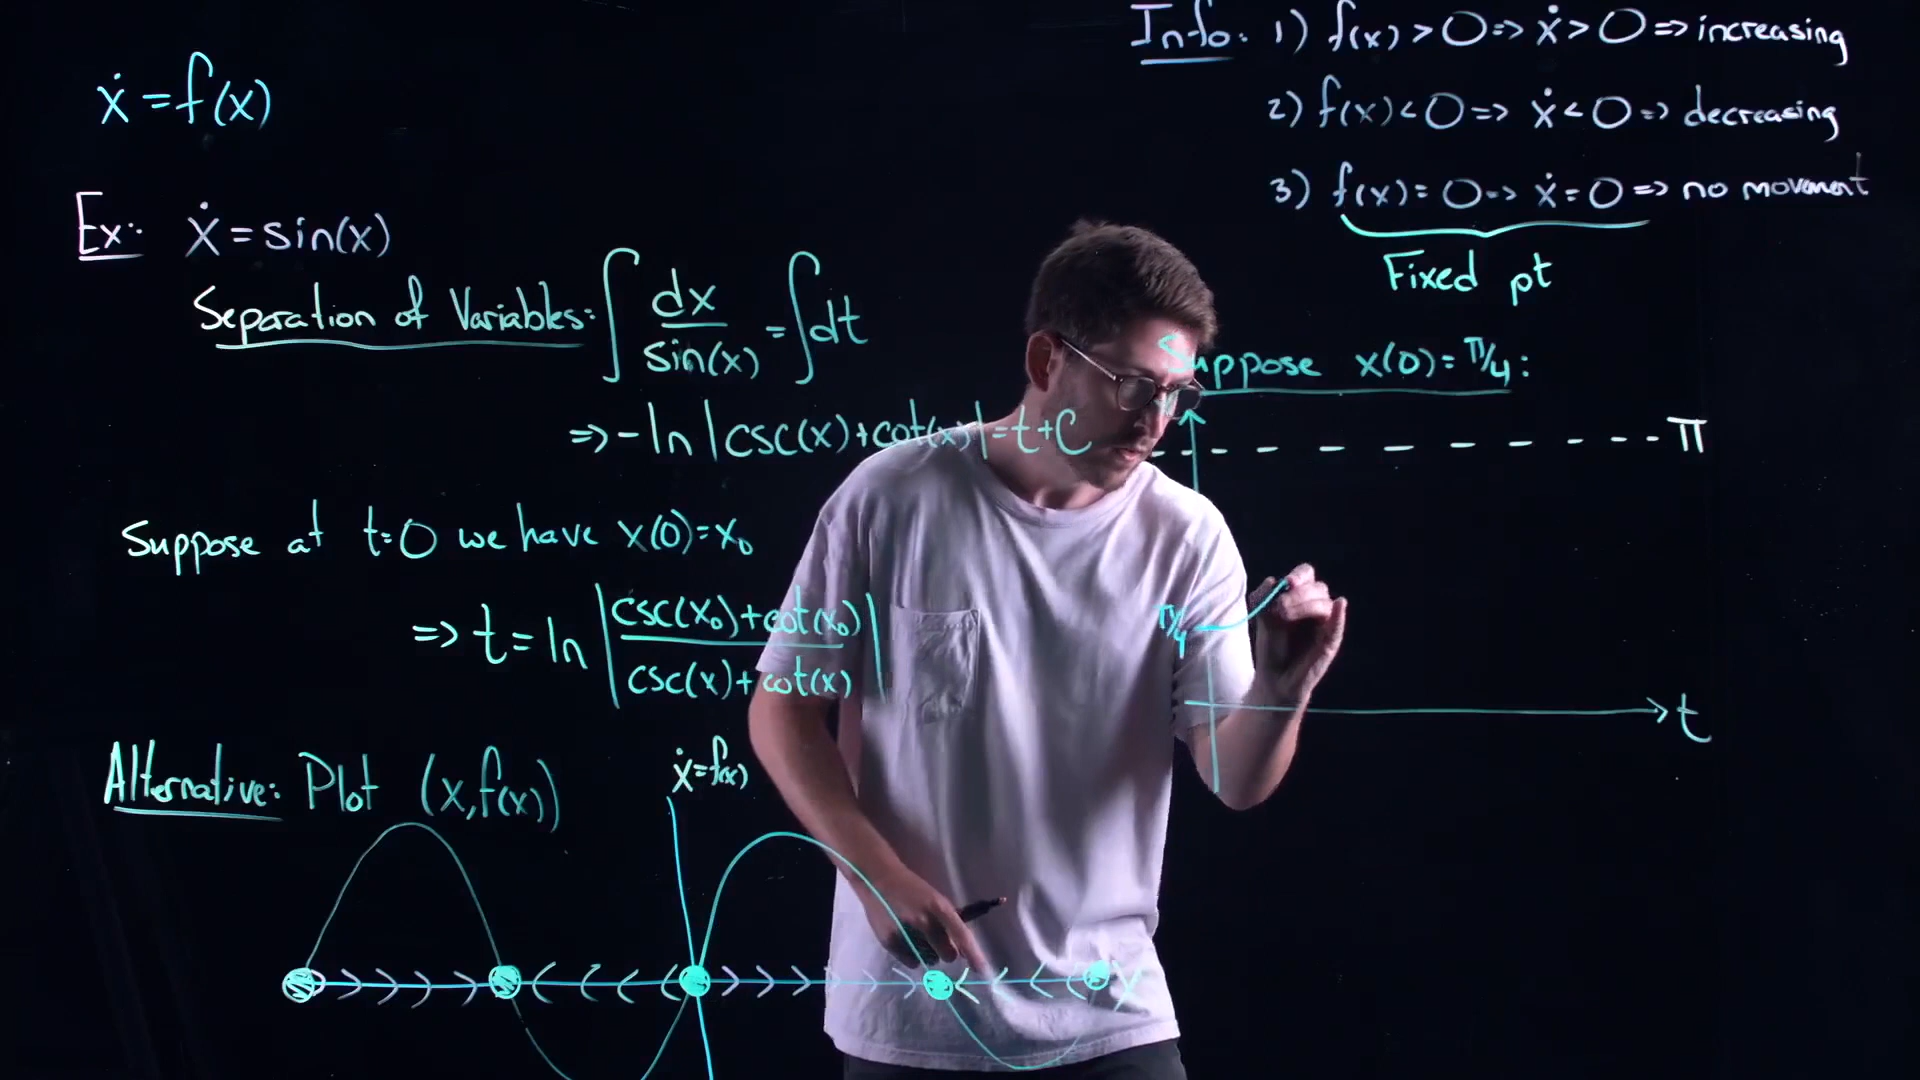 ẋ = f(x)
Ex: ẋ = sin(x)
Separation of Variables: ∫ dx/sin(x) = ∫ dt
=> -ln|csc(x)+cot(x)| = t+C
Suppose at t=0 we have x(0)=x₀
=> t = ln |(csc(x₀)+cot(x₀))/(csc(x)+cot(x))|
Alternative: Plot (x,f(x))
ẋ=f(x)
x
Info: 1) f(x) > 0 => ẋ > 0 => increasing
2) f(x) < 0 => ẋ < 0 => decreasing
3) f(x) = 0 => ẋ = 0 => no movement
Fixed pt
Suppose x(0) = π/4:
π
π/4
t